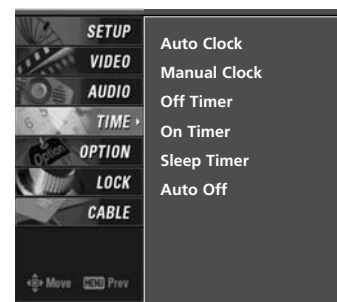 SETUP
VIDEO
AUDIO
TIME
OPTION
LOCK
CABLE
Move MENU Prev
Auto Clock
Manual Clock
Off Timer
On Timer
Sleep Timer
Auto Off